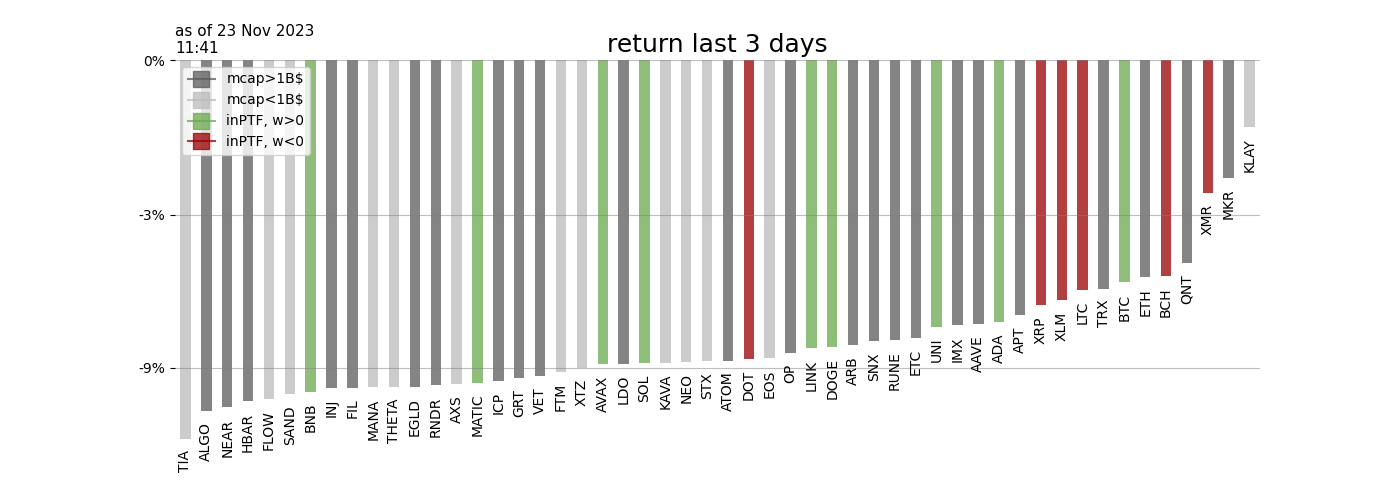 as of 23 Nov 2023
11:41
return last 3 days
0%
-3%
-9%
mcap>1B$
mcap<1B$
inPTF, w>0
inPTF, w<0
TIA
ALGO
NEAR
HBAR
FLOW
SAND
BNB
INJ
FIL
MANA
THETA
EGLD
RNDR
AXS
MATIC
ICP
GRT
VET
FTM
XTZ
AVAX
LDO
SOL
KAVA
NEO
STX
ATOM
DOT
EOS
OP
LINK
DOGE
ARB
SNX
RUNE
ETC
UNI
IMX
AAVE
ADA
APT
XRP
XLM
LTC
TRX
BTC
ETH
BCH
QNT
XMR
MKR
KLAY